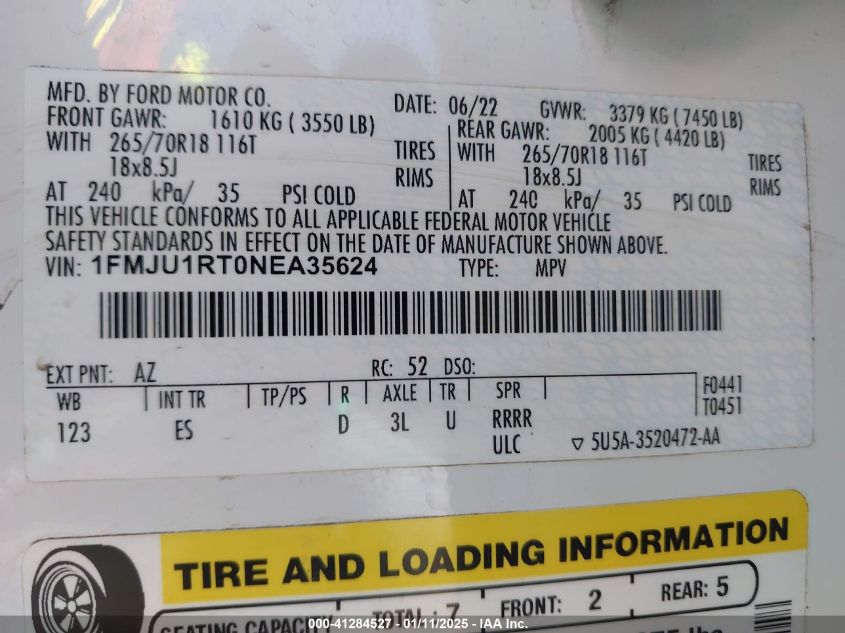 MFD. BY FORD MOTOR CO. DATE: 06/22 GVWR: 3379 KG ( 7450 LB)
FRONT GAWR: 1610 KG ( 3550 LB) REAR GAWR: 2005 KG ( 4420 LB)
WITH 265/70R18 116T TIRES WITH 265/70R18 116T TIRES
18x8.5J RIMS 18x8.5J RIMS
AT 240 kPa/ 35 PSI COLD AT 240 kPa/ 35 PSI COLD
THIS VEHICLE CONFORMS TO ALL APPLICABLE FEDERAL MOTOR VEHICLE
SAFETY STANDARDS IN EFFECT ON THE DATE OF MANUFACTURE SHOWN ABOVE.
VIN: 1FMJU1RT0NEA35624 TYPE: MPV
EXT PNT: AZ RC: 52 DSO:
WB INT TR TP/PS R AXLE TR SPR F0441
123 ES D 3L U RRRR T0451
ULC 5U5A-3520472-AA
TIRE AND LOADING INFORMATION
SEATING CAPACITY TOTAL: 7 FRONT: 2 REAR: 5
lbs
000-41284527 - 01/11/2025 - IAA Inc.